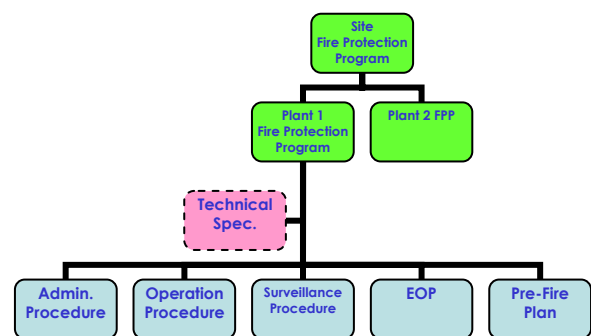 Site
Fire Protection
Program
Plant 1
Fire Protection
Program
Plant 2 FPP
Technical
Spec.
Admin.
Procedure
Operation
Procedure
Surveillance
Procedure
EOP
Pre-Fire
Plan